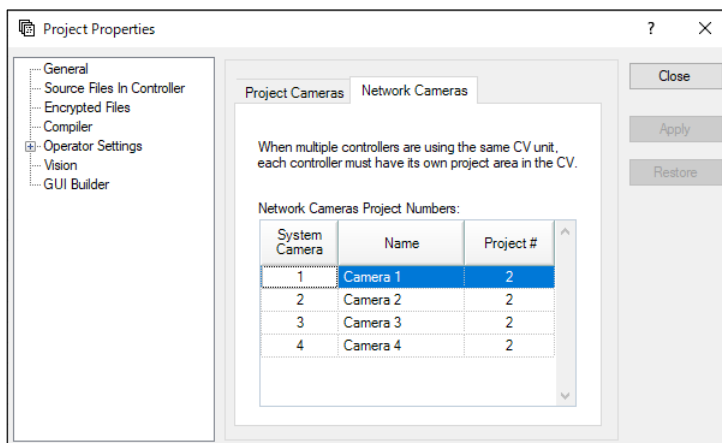 Project Properties
?
General
Source Files In Controller
Encrypted Files
Compiler
Operator Settings
Vision
GUI Builder
Project Cameras
Network Cameras
When multiple controllers are using the same CV unit,
each controller must have its own project area in the CV.
Network Cameras Project Numbers:
System Camera Name Project #
1 Camera 1 2
2 Camera 2 2
3 Camera 3 2
4 Camera 4 2
Close
Apply
Restore